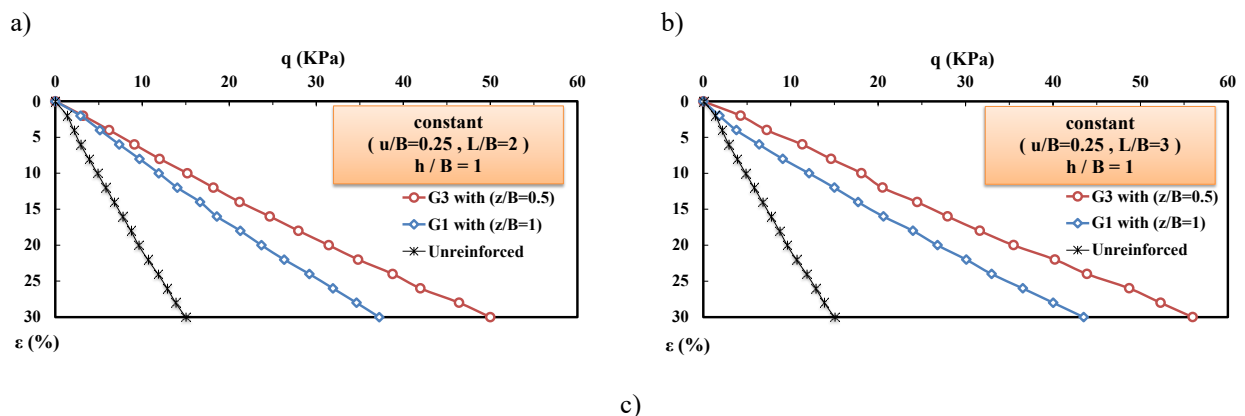 a)
q (KPa)
0 10 20 30 40 50 60
0
5
10
15
20
25
30
ε (%)
constant
( u/B=0.25 , L/B=2 )
h / B = 1
G3 with (z/B=0.5)
G1 with (z/B=1)
Unreinforced
b)
q (KPa)
0 10 20 30 40 50 60
0
5
10
15
20
25
30
ε (%)
constant
( u/B=0.25 , L/B=3 )
h / B = 1
G3 with (z/B=0.5)
G1 with (z/B=1)
Unreinforced
c)